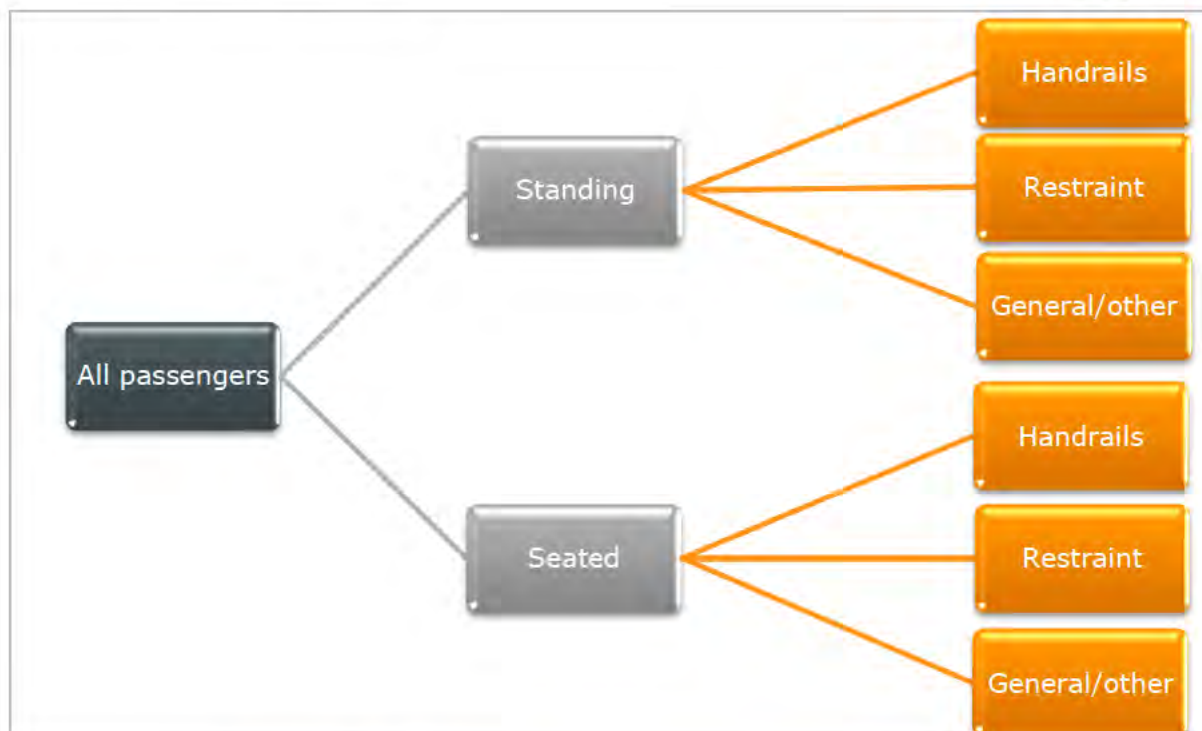 All passengers
Standing
Handrails
Restraint
General/other
Seated
Handrails
Restraint
General/other